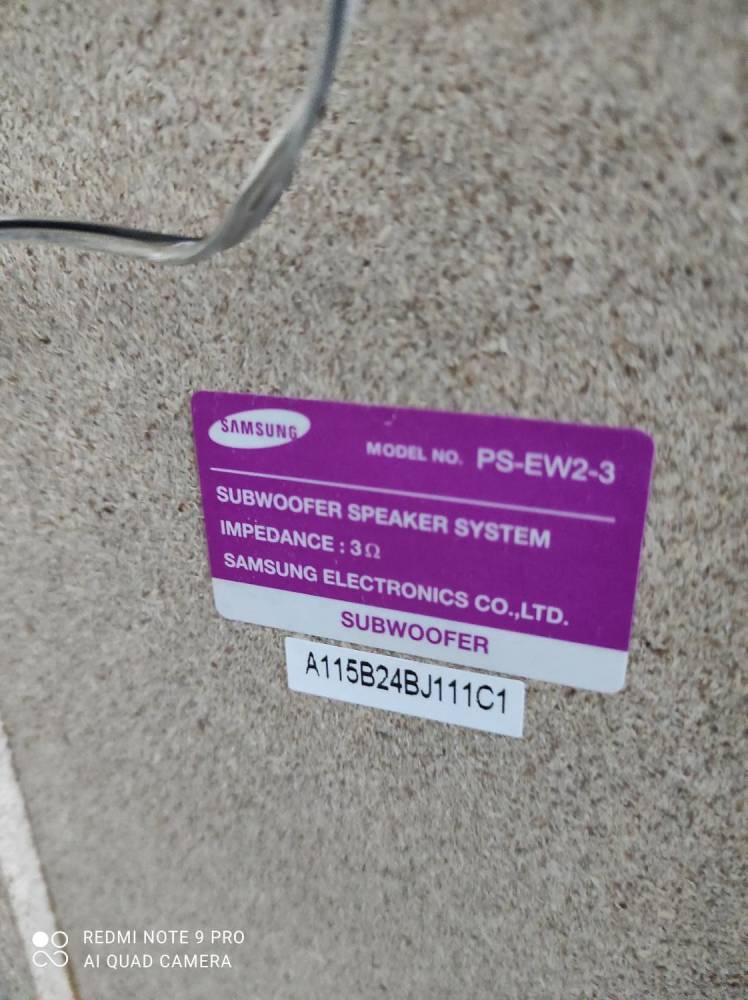 SAMSUNG
MODEL NO. PS-EW2-3
SUBWOOFER SPEAKER SYSTEM
IMPEDANCE : 3Ω
SAMSUNG ELECTRONICS CO.,LTD.
SUBWOOFER
A115B24BJ111C1
REDMI NOTE 9 PRO
AI QUAD CAMERA